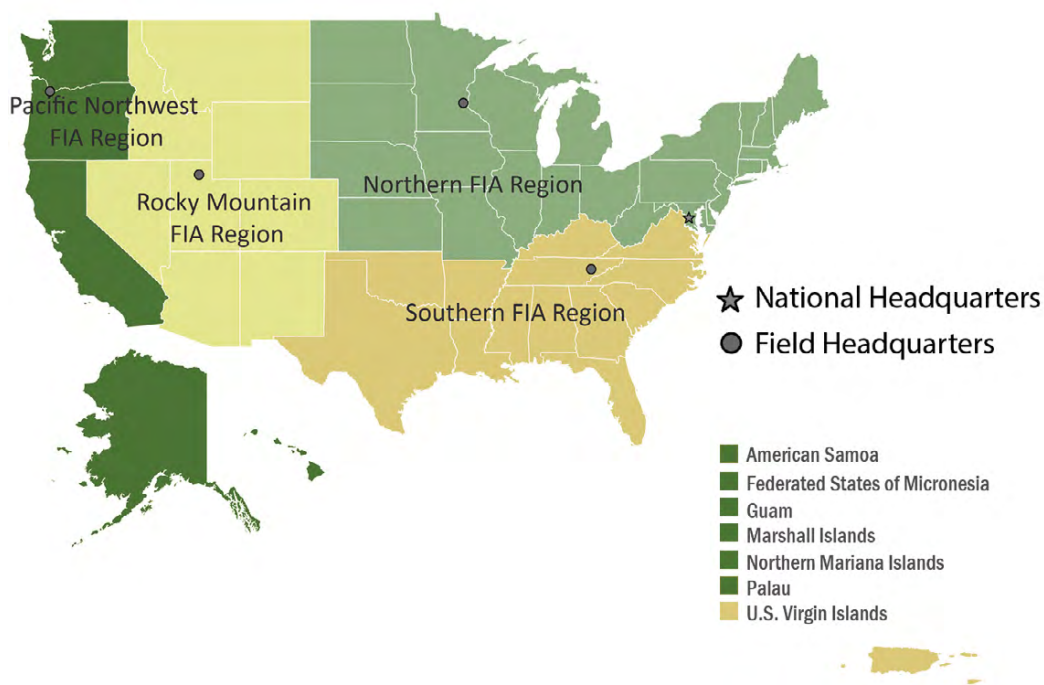 Pacific Northwest
FIA Region
Northern FIA Region
Rocky Mountain
FIA Region
Southern FIA Region
National Headquarters
Field Headquarters
American Samoa
Federated States of Micronesia
Guam
Marshall Islands
Northern Mariana Islands
Palau
U.S. Virgin Islands